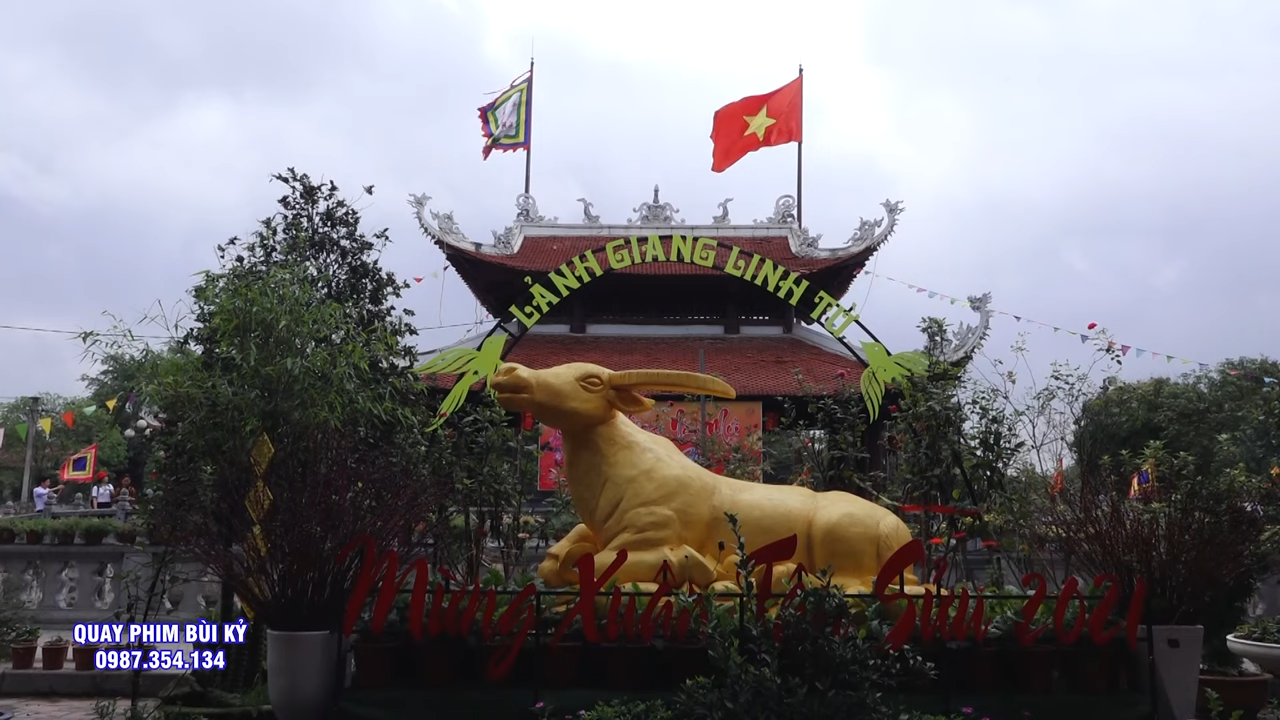 LẢNH GIANG LINH TỪ
Mừng Xuân Tân Sửu 2021
QUAY PHIM BÙI KỶ
0987.354.134